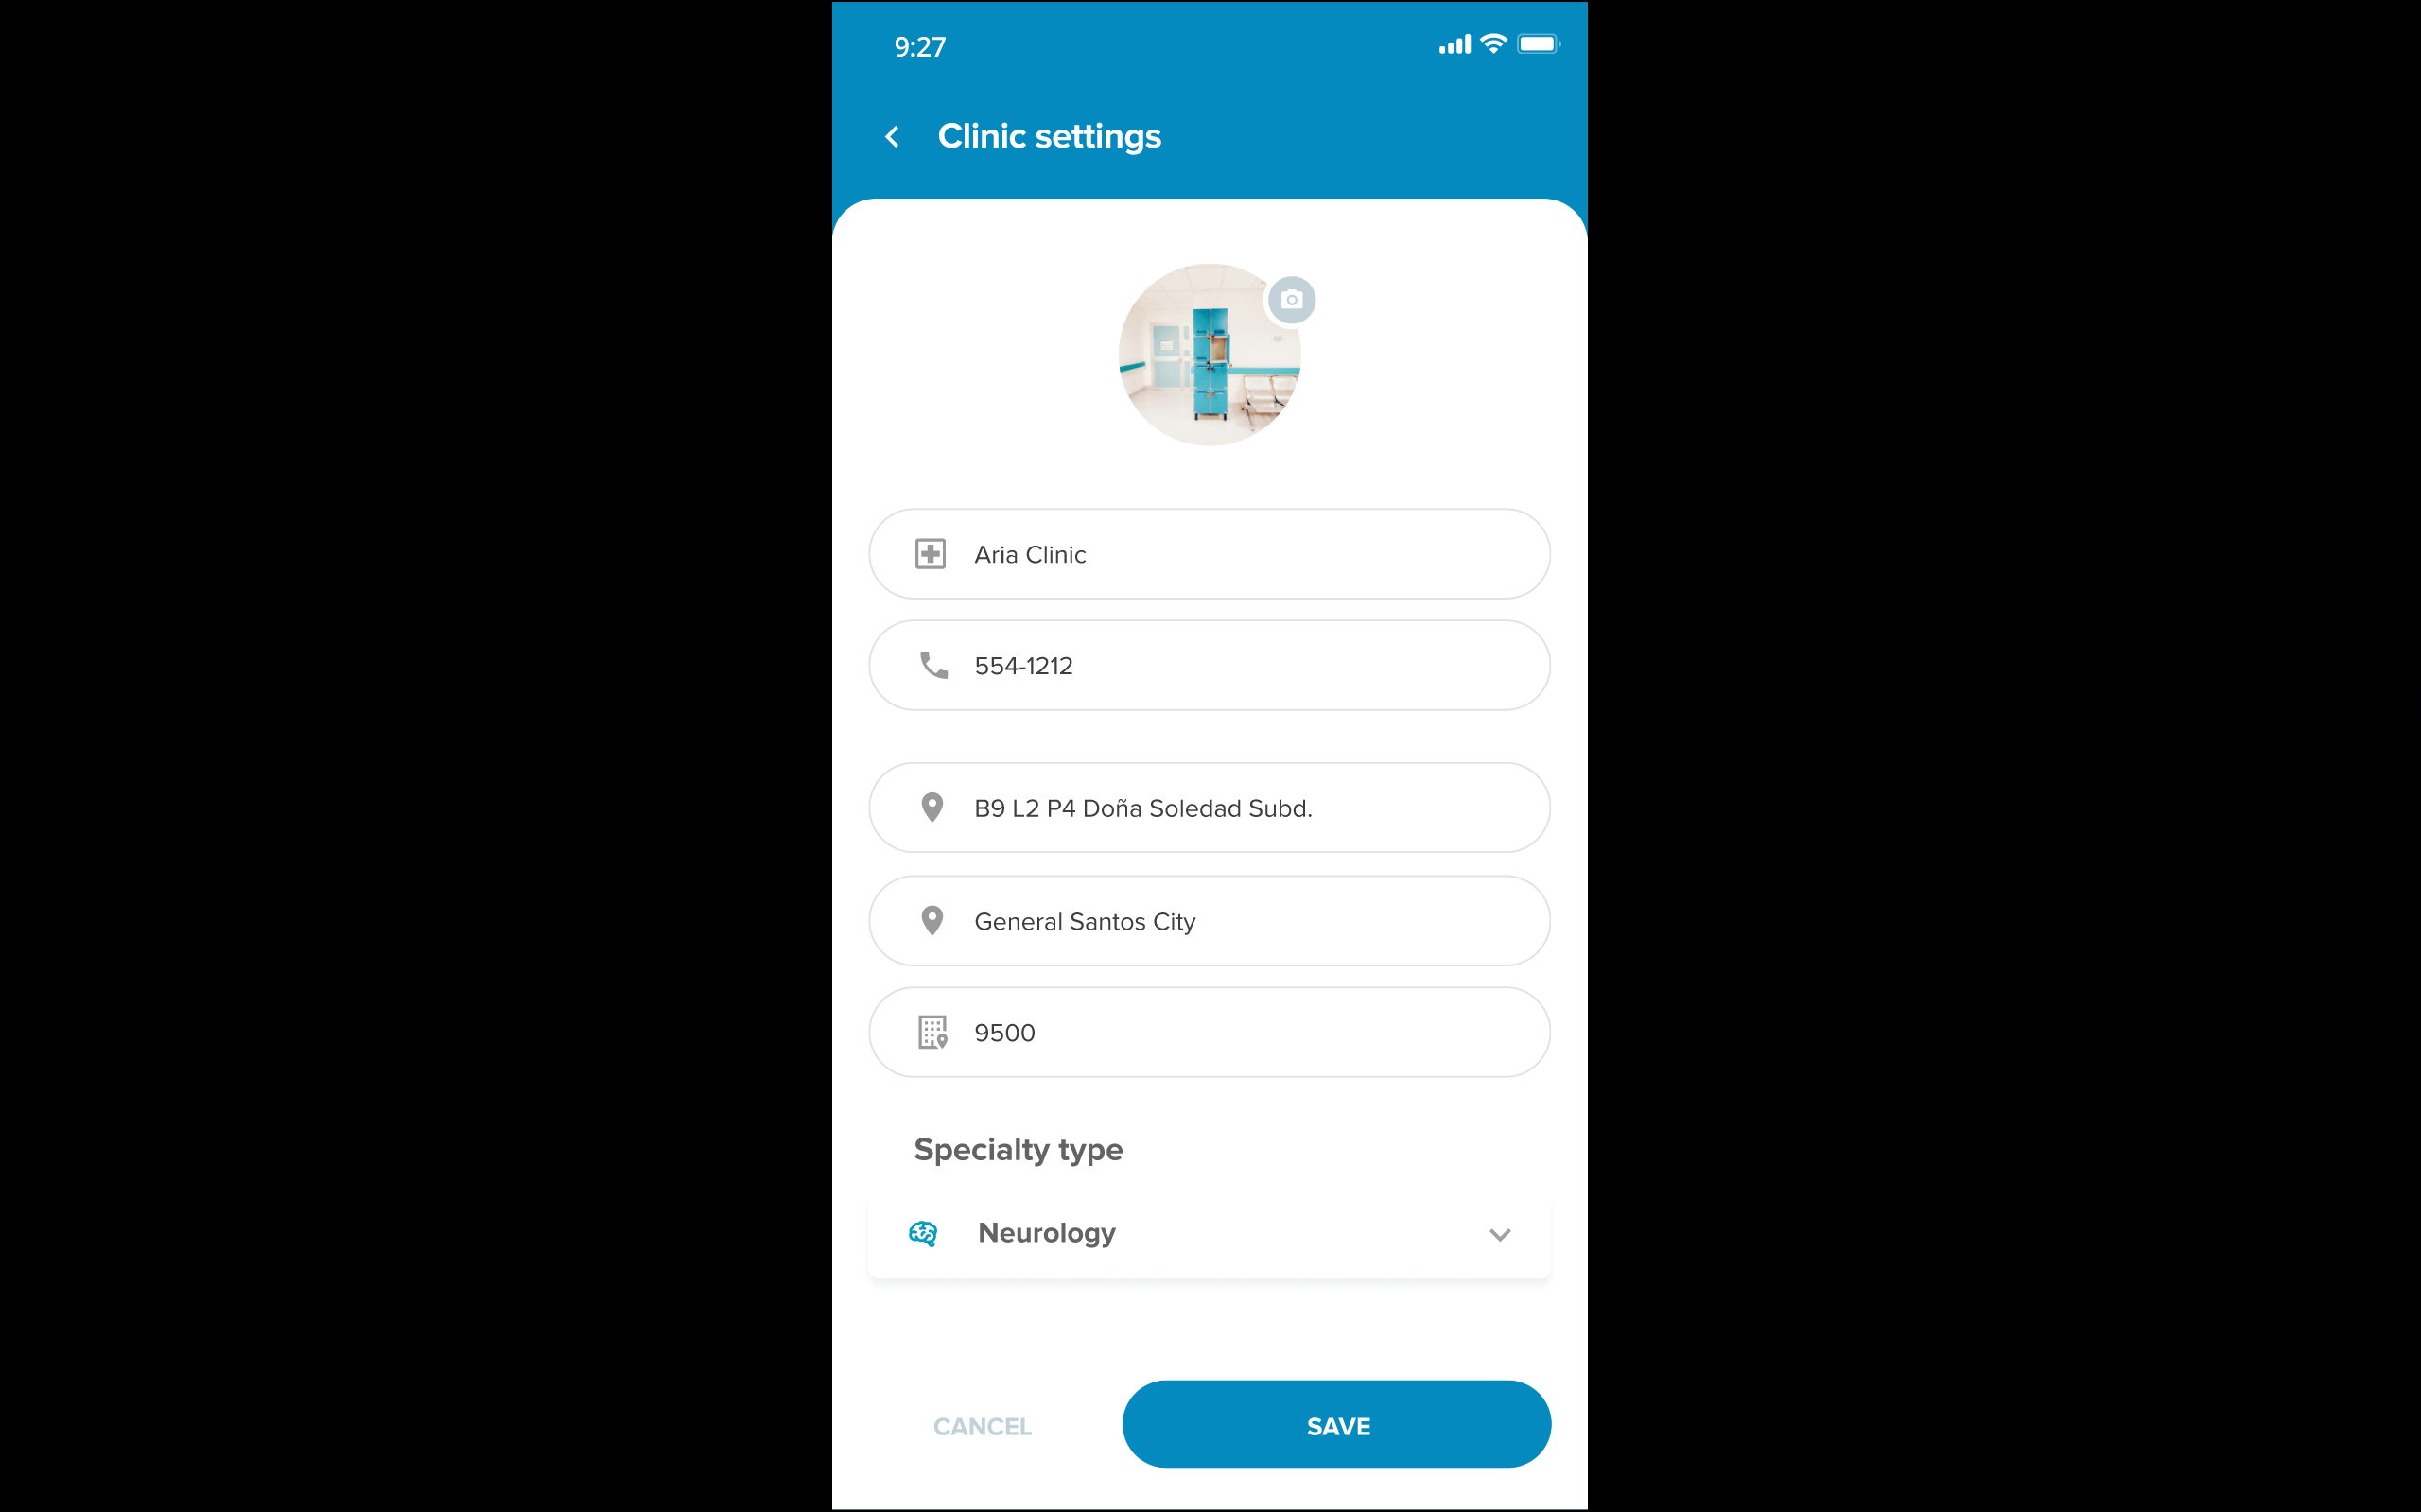 9:27
Clinic settings
Aria Clinic
554-1212
B9 L2 P4 Doña Soledad Subd.
General Santos City
9500
Specialty type
Neurology
CANCEL
SAVE